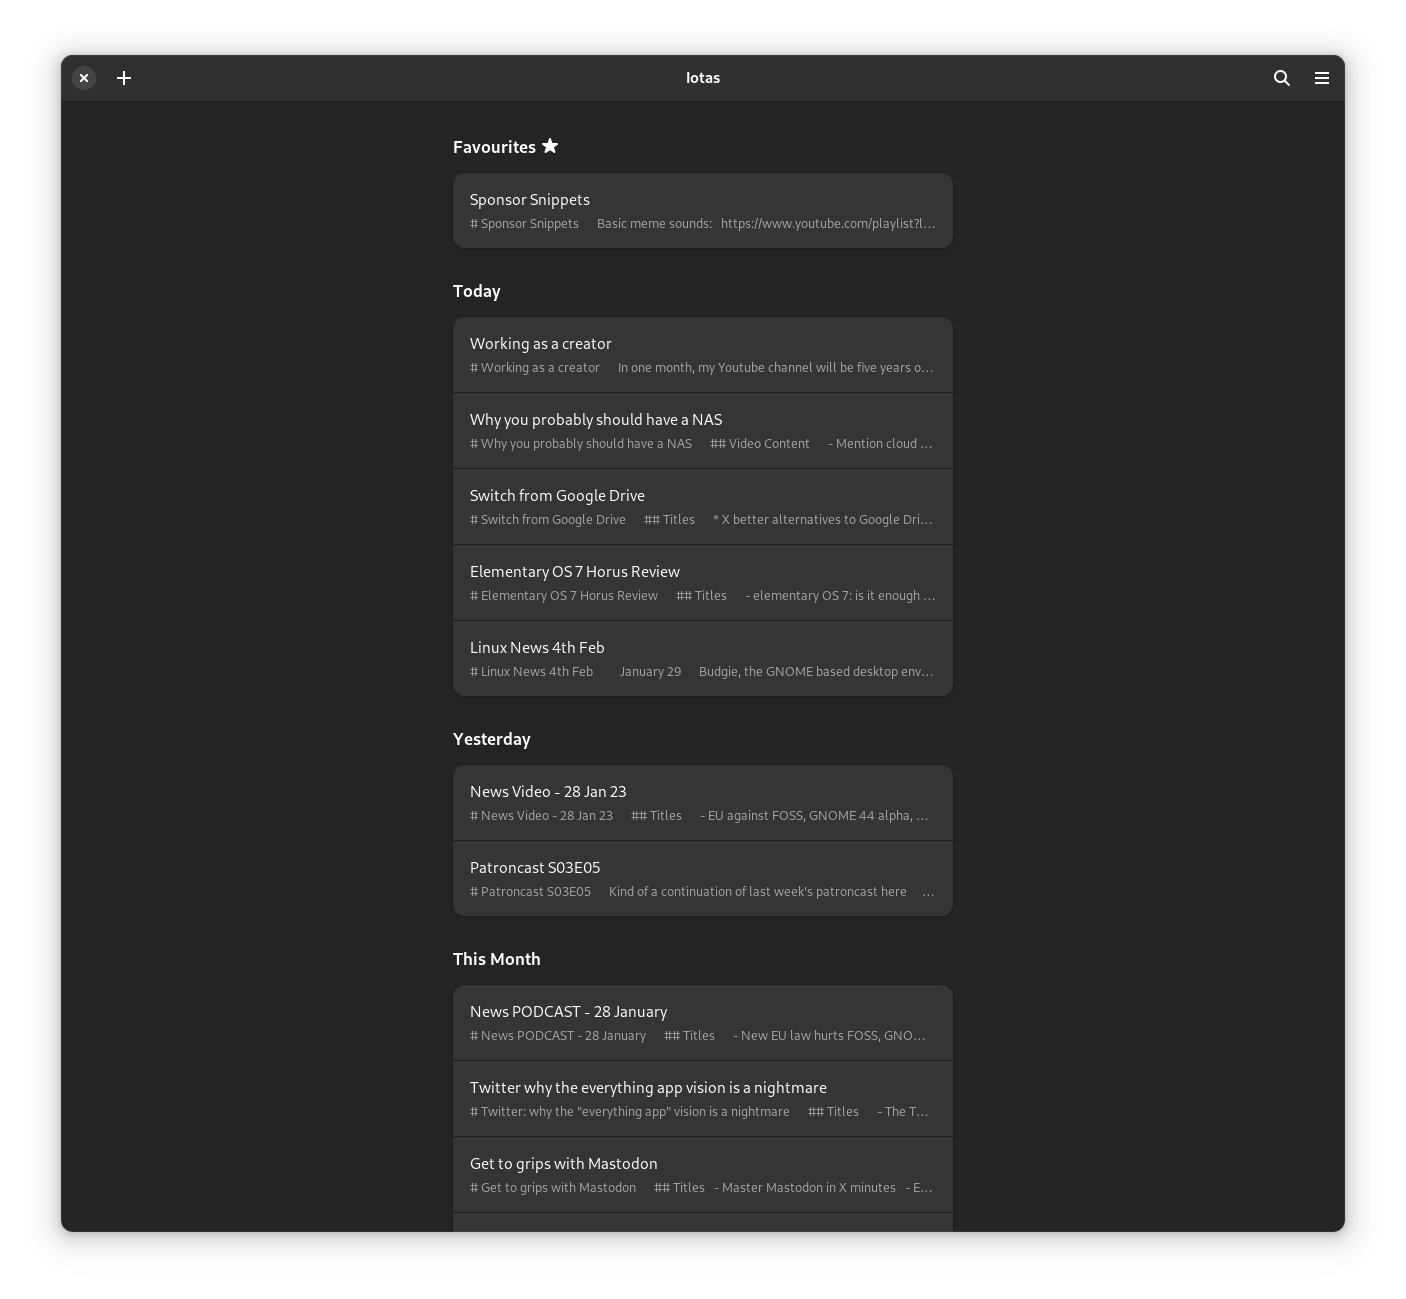 Iotas
Favourites
Sponsor Snippets
# Sponsor Snippets Basic meme sounds: https://www.youtube.com/playlist?l…
Today
Working as a creator
# Working as a creator In one month, my Youtube channel will be five years o…
Why you probably should have a NAS
# Why you probably should have a NAS ## Video Content - Mention cloud …
Switch from Google Drive
# Switch from Google Drive ## Titles * X better alternatives to Google Dri…
Elementary OS 7 Horus Review
# Elementary OS 7 Horus Review ## Titles - elementary OS 7: is it enough …
Linux News 4th Feb
# Linux News 4th Feb January 29 Budgie, the GNOME based desktop env…
Yesterday
News Video - 28 Jan 23
# News Video - 28 Jan 23 ## Titles - EU against FOSS, GNOME 44 alpha, …
Patroncast S03E05
# Patroncast S03E05 Kind of a continuation of last week's patroncast here …
This Month
News PODCAST - 28 January
# News PODCAST - 28 January ## Titles - New EU law hurts FOSS, GNO…
Twitter why the everything app vision is a nightmare
# Twitter: why the "everything app" vision is a nightmare ## Titles - The T…
Get to grips with Mastodon
# Get to grips with Mastodon ## Titles - Master Mastodon in X minutes - E…